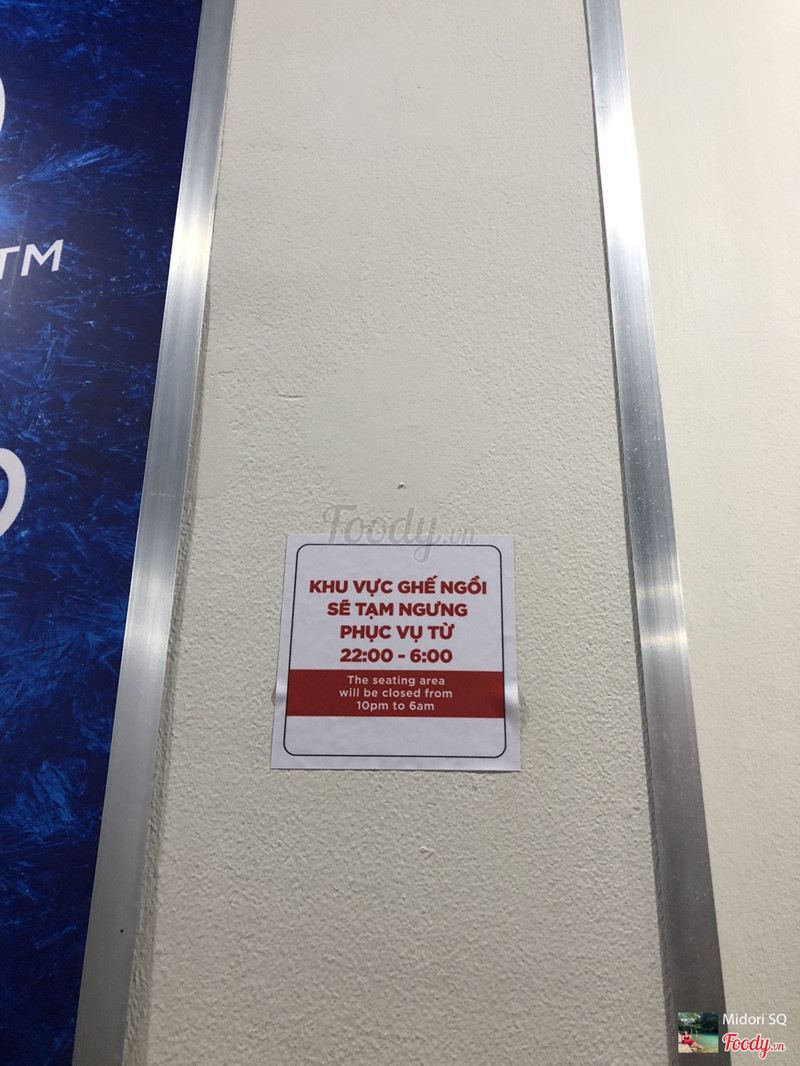 TM
Foody.vn
KHU VỰC GHẾ NGỒI
SẼ TẠM NGƯNG
PHỤC VỤ TỪ
22:00 - 6:00
The seating area
will be closed from
10pm to 6am
Midori SQ
Foody.vn